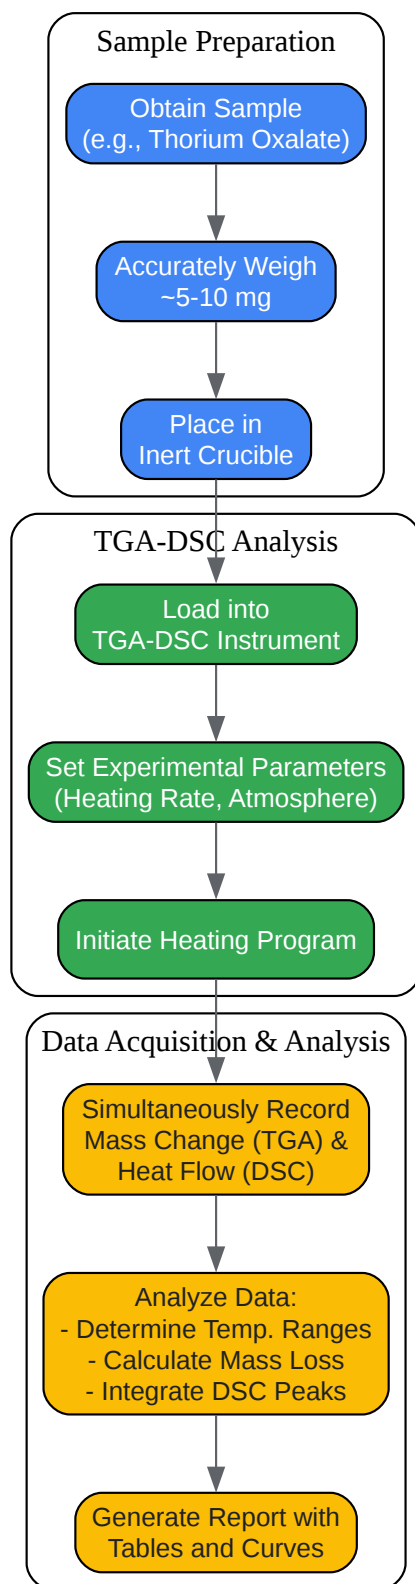 Sample Preparation
Obtain Sample
(e.g., Thorium Oxalate)
Accurately Weigh
~5-10 mg
Place in
Inert Crucible
TGA-DSC Analysis
Load into
TGA-DSC Instrument
Set Experimental Parameters
(Heating Rate, Atmosphere)
Initiate Heating Program
Data Acquisition & Analysis
Simultaneously Record
Mass Change (TGA) &
Heat Flow (DSC)
Analyze Data:
- Determine Temp. Ranges
- Calculate Mass Loss
- Integrate DSC Peaks
Generate Report with
Tables and Curves